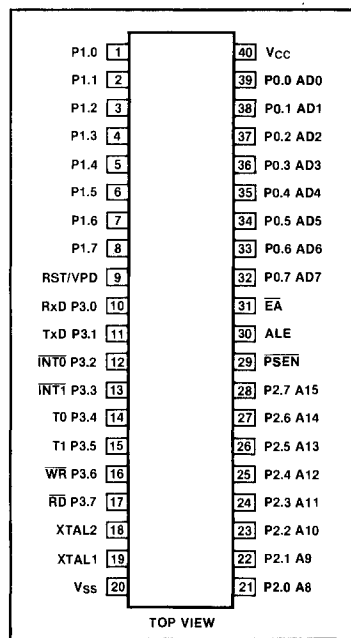 P1.0 1 40 VCC
P1.1 2 39 P0.0 AD0
P1.2 3 38 P0.1 AD1
P1.3 4 37 P0.2 AD2
P1.4 5 36 P0.3 AD3
P1.5 6 35 P0.4 AD4
P1.6 7 34 P0.5 AD5
P1.7 8 33 P0.6 AD6
RST/VPD 9 32 P0.7 AD7
RxD P3.0 10 31 E̅A̅
TxD P3.1 11 30 ALE
I̅N̅T̅0̅ P3.2 12 29 P̅S̅E̅N̅
I̅N̅T̅1̅ P3.3 13 28 P2.7 A15
T0 P3.4 14 27 P2.6 A14
T1 P3.5 15 26 P2.5 A13
W̅R̅ P3.6 16 25 P2.4 A12
R̅D̅ P3.7 17 24 P2.3 A11
XTAL2 18 23 P2.2 A10
XTAL1 19 22 P2.1 A9
VSS 20 21 P2.0 A8
TOP VIEW